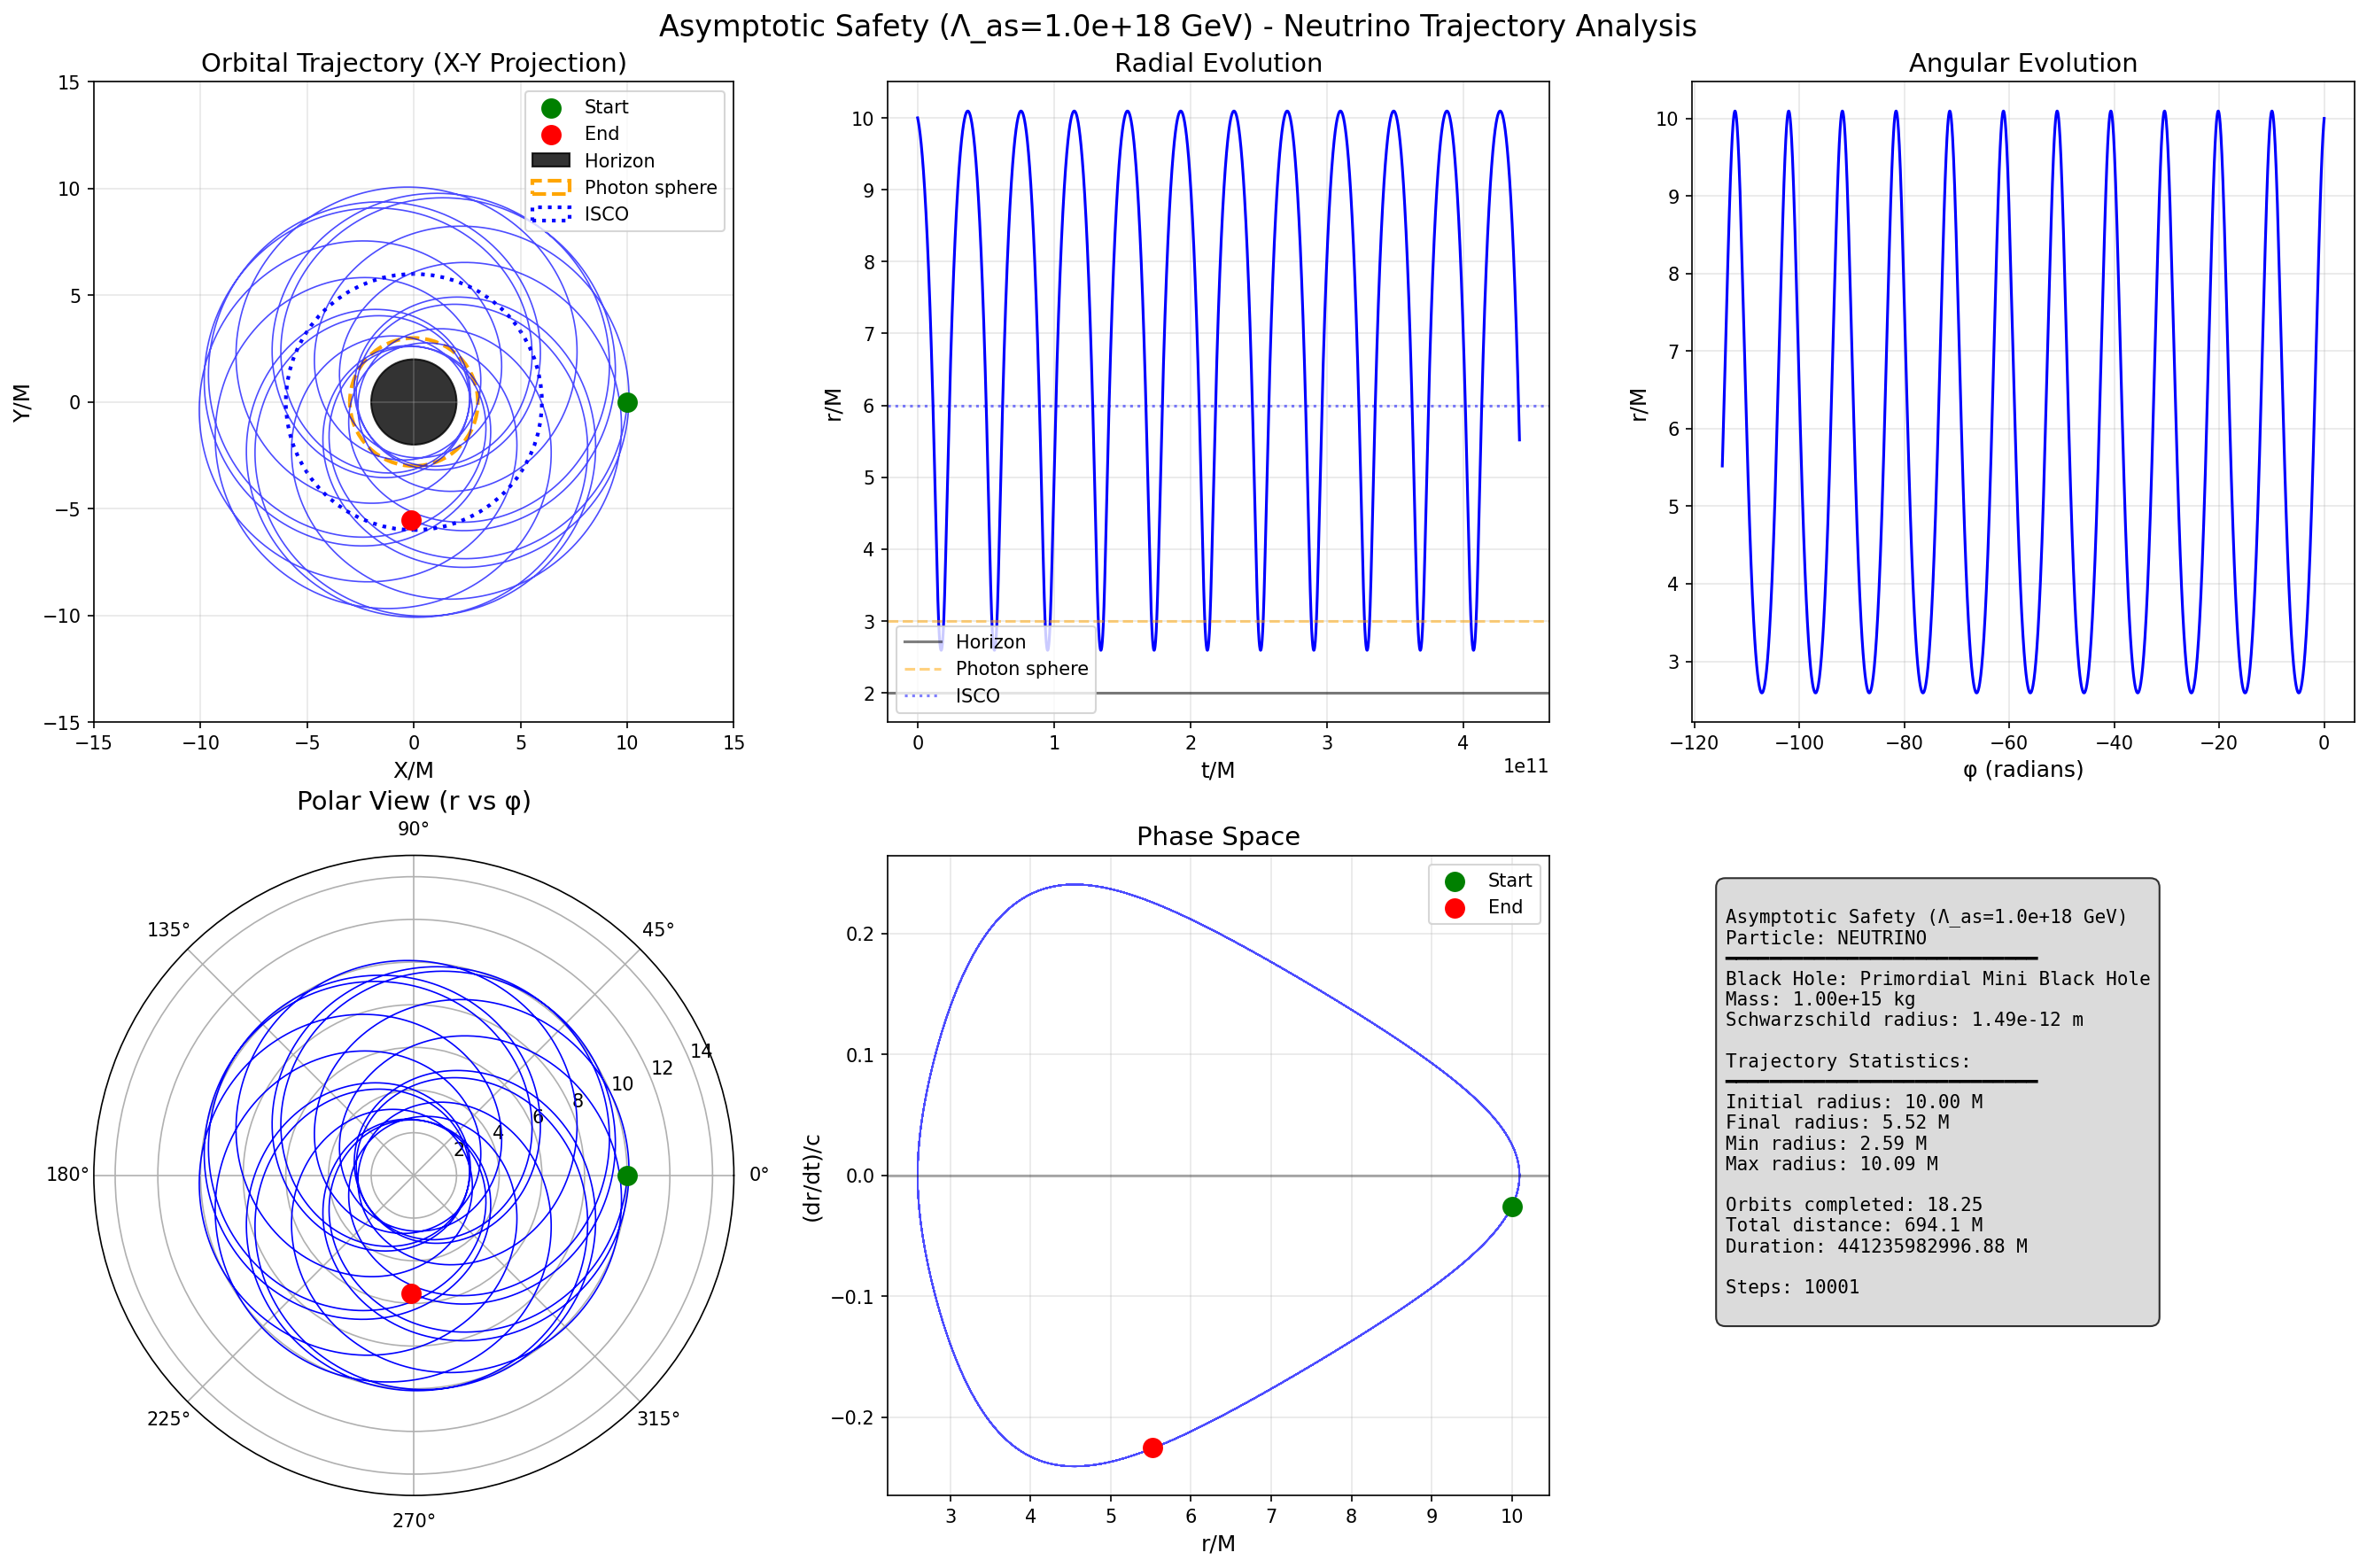 Asymptotic Safety (Λ_as=1.0e+18 GeV) - Neutrino Trajectory Analysis
Orbital Trajectory (X-Y Projection)
Start
End
Horizon
Photon sphere
ISCO
15
10
5
0
−5
−10
−15
Y/M
−15
−10
−5
0
5
10
15
X/M
Radial Evolution
10
9
8
7
6
5
4
3
2
r/M
Horizon
Photon sphere
ISCO
0
1
2
3
4
1e11
t/M
Angular Evolution
10
9
8
7
6
5
4
3
r/M
−120
−100
−80
−60
−40
−20
0
φ (radians)
Polar View (r vs φ)
90°
135°
45°
180°
0°
225°
315°
270°
2
4
6
8
10
12
14
Phase Space
Start
End
0.2
0.1
0.0
−0.1
−0.2
(dr/dt)/c
3
4
5
6
7
8
9
10
r/M
Asymptotic Safety (Λ_as=1.0e+18 GeV)
Particle: NEUTRINO
Black Hole: Primordial Mini Black Hole
Mass: 1.00e+15 kg
Schwarzschild radius: 1.49e-12 m
Trajectory Statistics:
Initial radius: 10.00 M
Final radius: 5.52 M
Min radius: 2.59 M
Max radius: 10.09 M
Orbits completed: 18.25
Total distance: 694.1 M
Duration: 441235982996.88 M
Steps: 10001